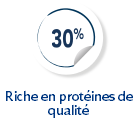 30%
Riche en protéines de
qualité